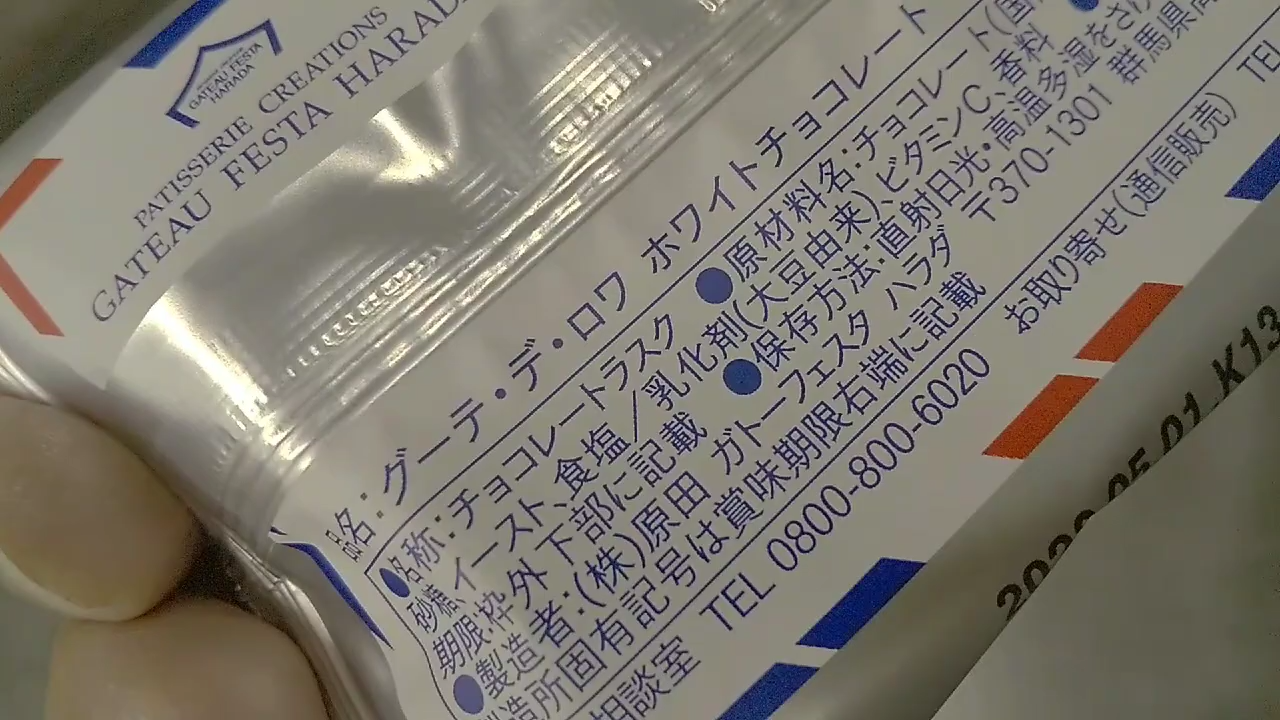 GATEAU FESTA
HARADA
PATISSERIE CREATIONS
GATEAU FESTA HARADA
品名:グーテ・デ・ロワ ホワイトチョコレート
●名称:チョコレートラスク ●原材料名:チョコレート(国
砂糖、イースト、食塩/乳化剤(大豆由来)、ビタミンC、香料
期限:枠外下部に記載 ●保存方法:直射日光・高温多湿をさけ
●製造者:(株)原田 ガトーフェスタ ハラダ 〒370-1301 群馬県高
製造所固有記号は賞味期限右端に記載
相談室 TEL 0800-800-6020 お取り寄せ(通信販売) TEL
05.01 K13